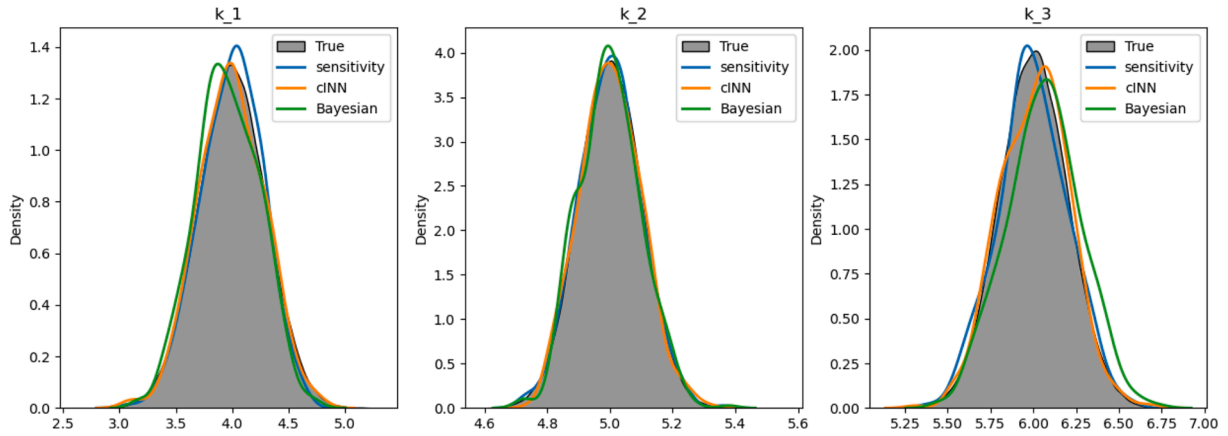 k_1
1.4
1.2
1.0
0.8
0.6
0.4
0.2
0.0
Density
2.5 3.0 3.5 4.0 4.5 5.0
True
sensitivity
cINN
Bayesian
k_2
4.0
3.5
3.0
2.5
2.0
1.5
1.0
0.5
0.0
Density
4.6 4.8 5.0 5.2 5.4 5.6
True
sensitivity
cINN
Bayesian
k_3
2.00
1.75
1.50
1.25
1.00
0.75
0.50
0.25
0.00
Density
5.25 5.50 5.75 6.00 6.25 6.50 6.75 7.00
True
sensitivity
cINN
Bayesian